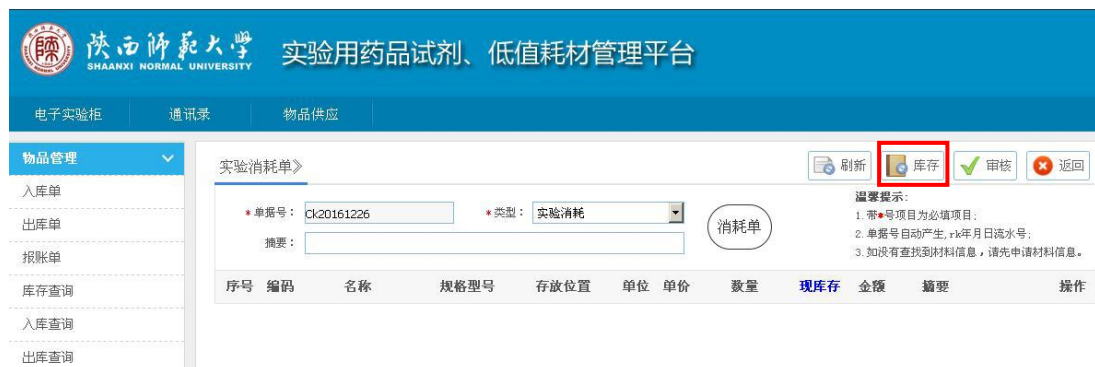 陕西师范大学
SHAANXI NORMAL UNIVERSITY
实验用药品试剂、低值耗材管理平台
电子实验柜 通讯录 物品供应
物品管理
入库单
出库单
报账单
库存查询
入库查询
出库查询
实验消耗单》
刷新 库存 审核 返回
*单据号: Ck20161226 *类型: 实验消耗
摘要:
消耗单
温馨提示:
1. 带*号项目为必填项目;
2. 单据号自动产生,rk年月日流水号;
3. 如没有查找到材料信息,请先申请材料信息。
序号 编码 名称 规格型号 存放位置 单位 单价 数量 现库存 金额 摘要 操作